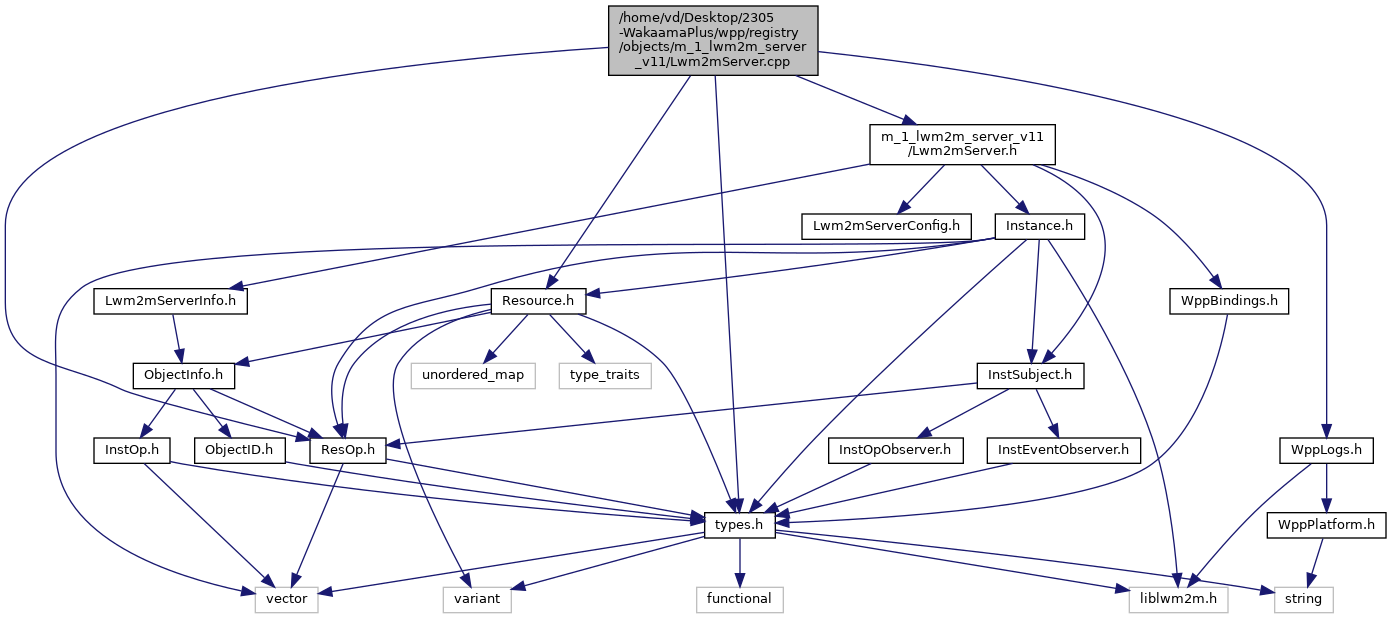 /home/vd/Desktop/2305
-WakaamaPlus/wpp/registry
/objects/m_1_lwm2m_server
_v11/Lwm2mServer.cpp
m_1_lwm2m_server_v11
/Lwm2mServer.h
Lwm2mServerConfig.h
Instance.h
Lwm2mServerInfo.h
Resource.h
WppBindings.h
ObjectInfo.h
unordered_map
type_traits
InstSubject.h
InstOp.h
ObjectID.h
ResOp.h
InstOpObserver.h
InstEventObserver.h
WppLogs.h
types.h
WppPlatform.h
vector
variant
functional
liblwm2m.h
string